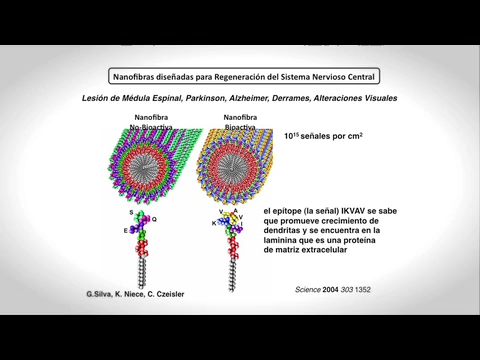 Nanofibras diseñadas para Regeneración del Sistema Nervioso Central
Lesión de Médula Espinal, Parkinson, Alzheimer, Derrames, Alteraciones Visuales
Nanofibra
No-Bioactiva
Nanofibra
Bioactiva
10¹⁵ señales por cm²
S
Q
E
V
V
K
I
el epítope (la señal) IKVAV se sabe
que promueve crecimiento de
dendritas y se encuentra en la
laminina que es una proteína
de matriz extracelular
G.Silva, K. Niece, C. Czeisler
Science 2004 303 1352